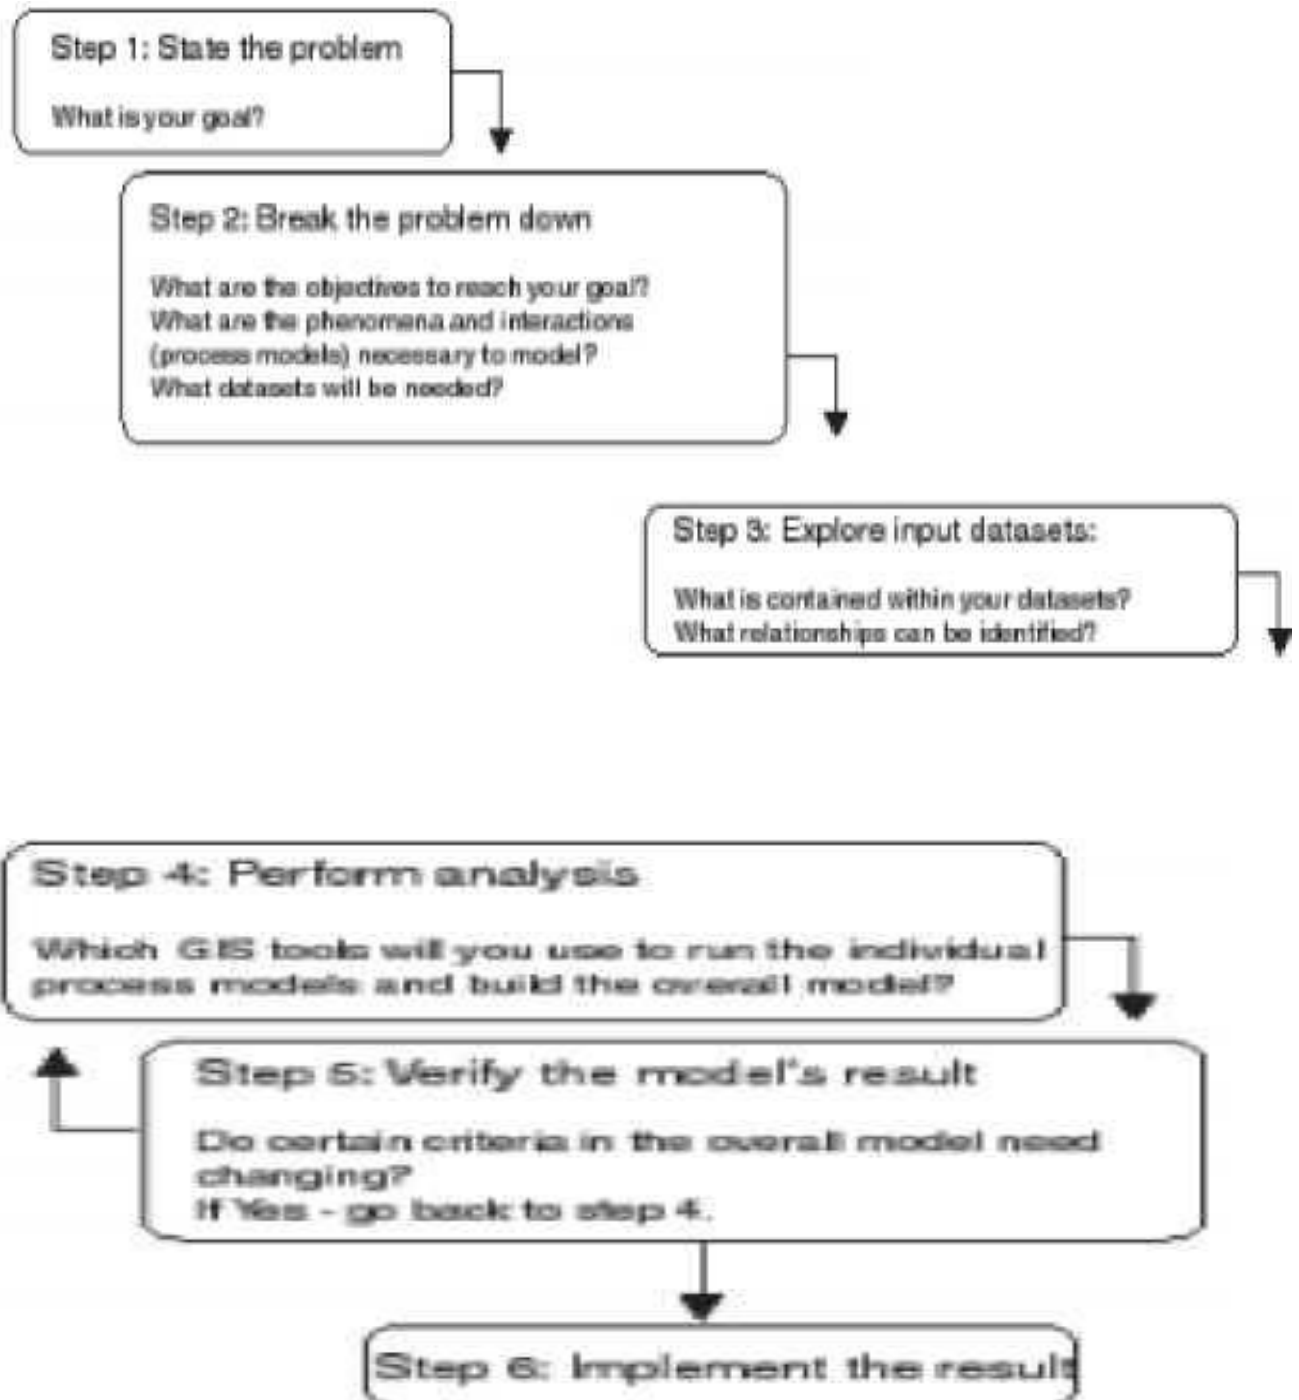 Step 1: State the problem
What is your goal?
Step 2: Break the problem down
What are the objectives to reach your goal?
What are the phenomena and interactions
(process models) necessary to model?
What datasets will be needed?
Step 3: Explore input datasets:
What is contained within your datasets?
What relationships can be identified?
Step 4: Perform analysis
Which GIS tools will you use to run the individual
process models and build the overall model?
Step 5: Verify the model's result
Do certain criteria in the overall model need
changing?
If Yes - go back to step 4.
Step 6: Implement the result